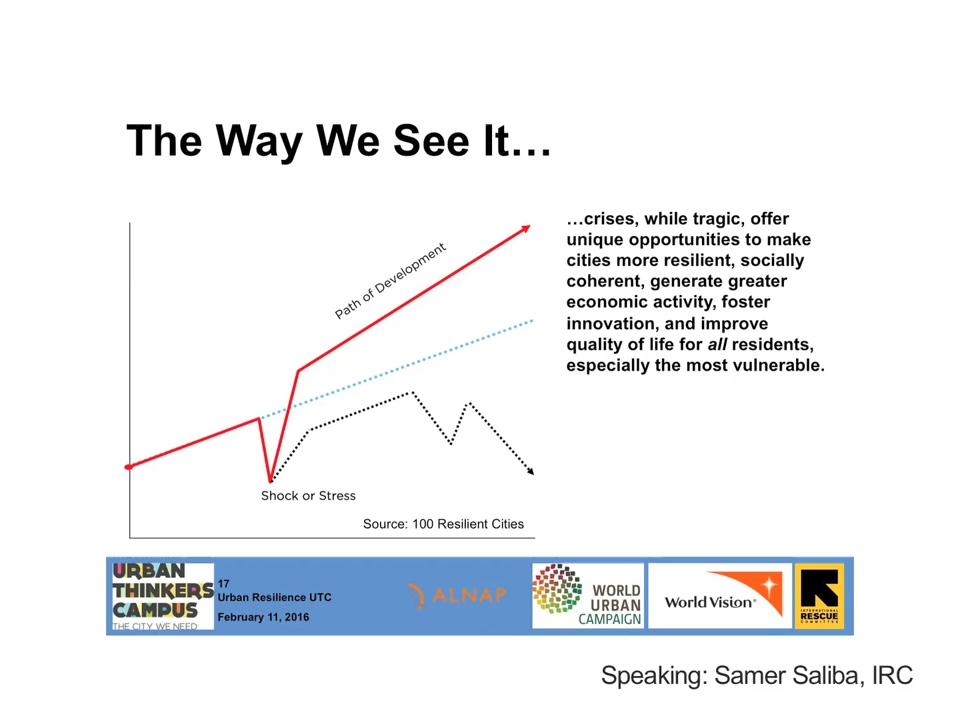 The Way We See It…
…crises, while tragic, offer
unique opportunities to make
cities more resilient, socially
coherent, generate greater
economic activity, foster
innovation, and improve
quality of life for all residents,
especially the most vulnerable.
Path of Development
Shock or Stress
Source: 100 Resilient Cities
URBAN
THINKERS
CAMPUS
THE CITY WE NEED
17
Urban Resilience UTC
February 11, 2016
ALNAP
WORLD
URBAN
CAMPAIGN
World Vision
INTERNATIONAL
RESCUE
COMMITTEE
Speaking: Samer Saliba, IRC